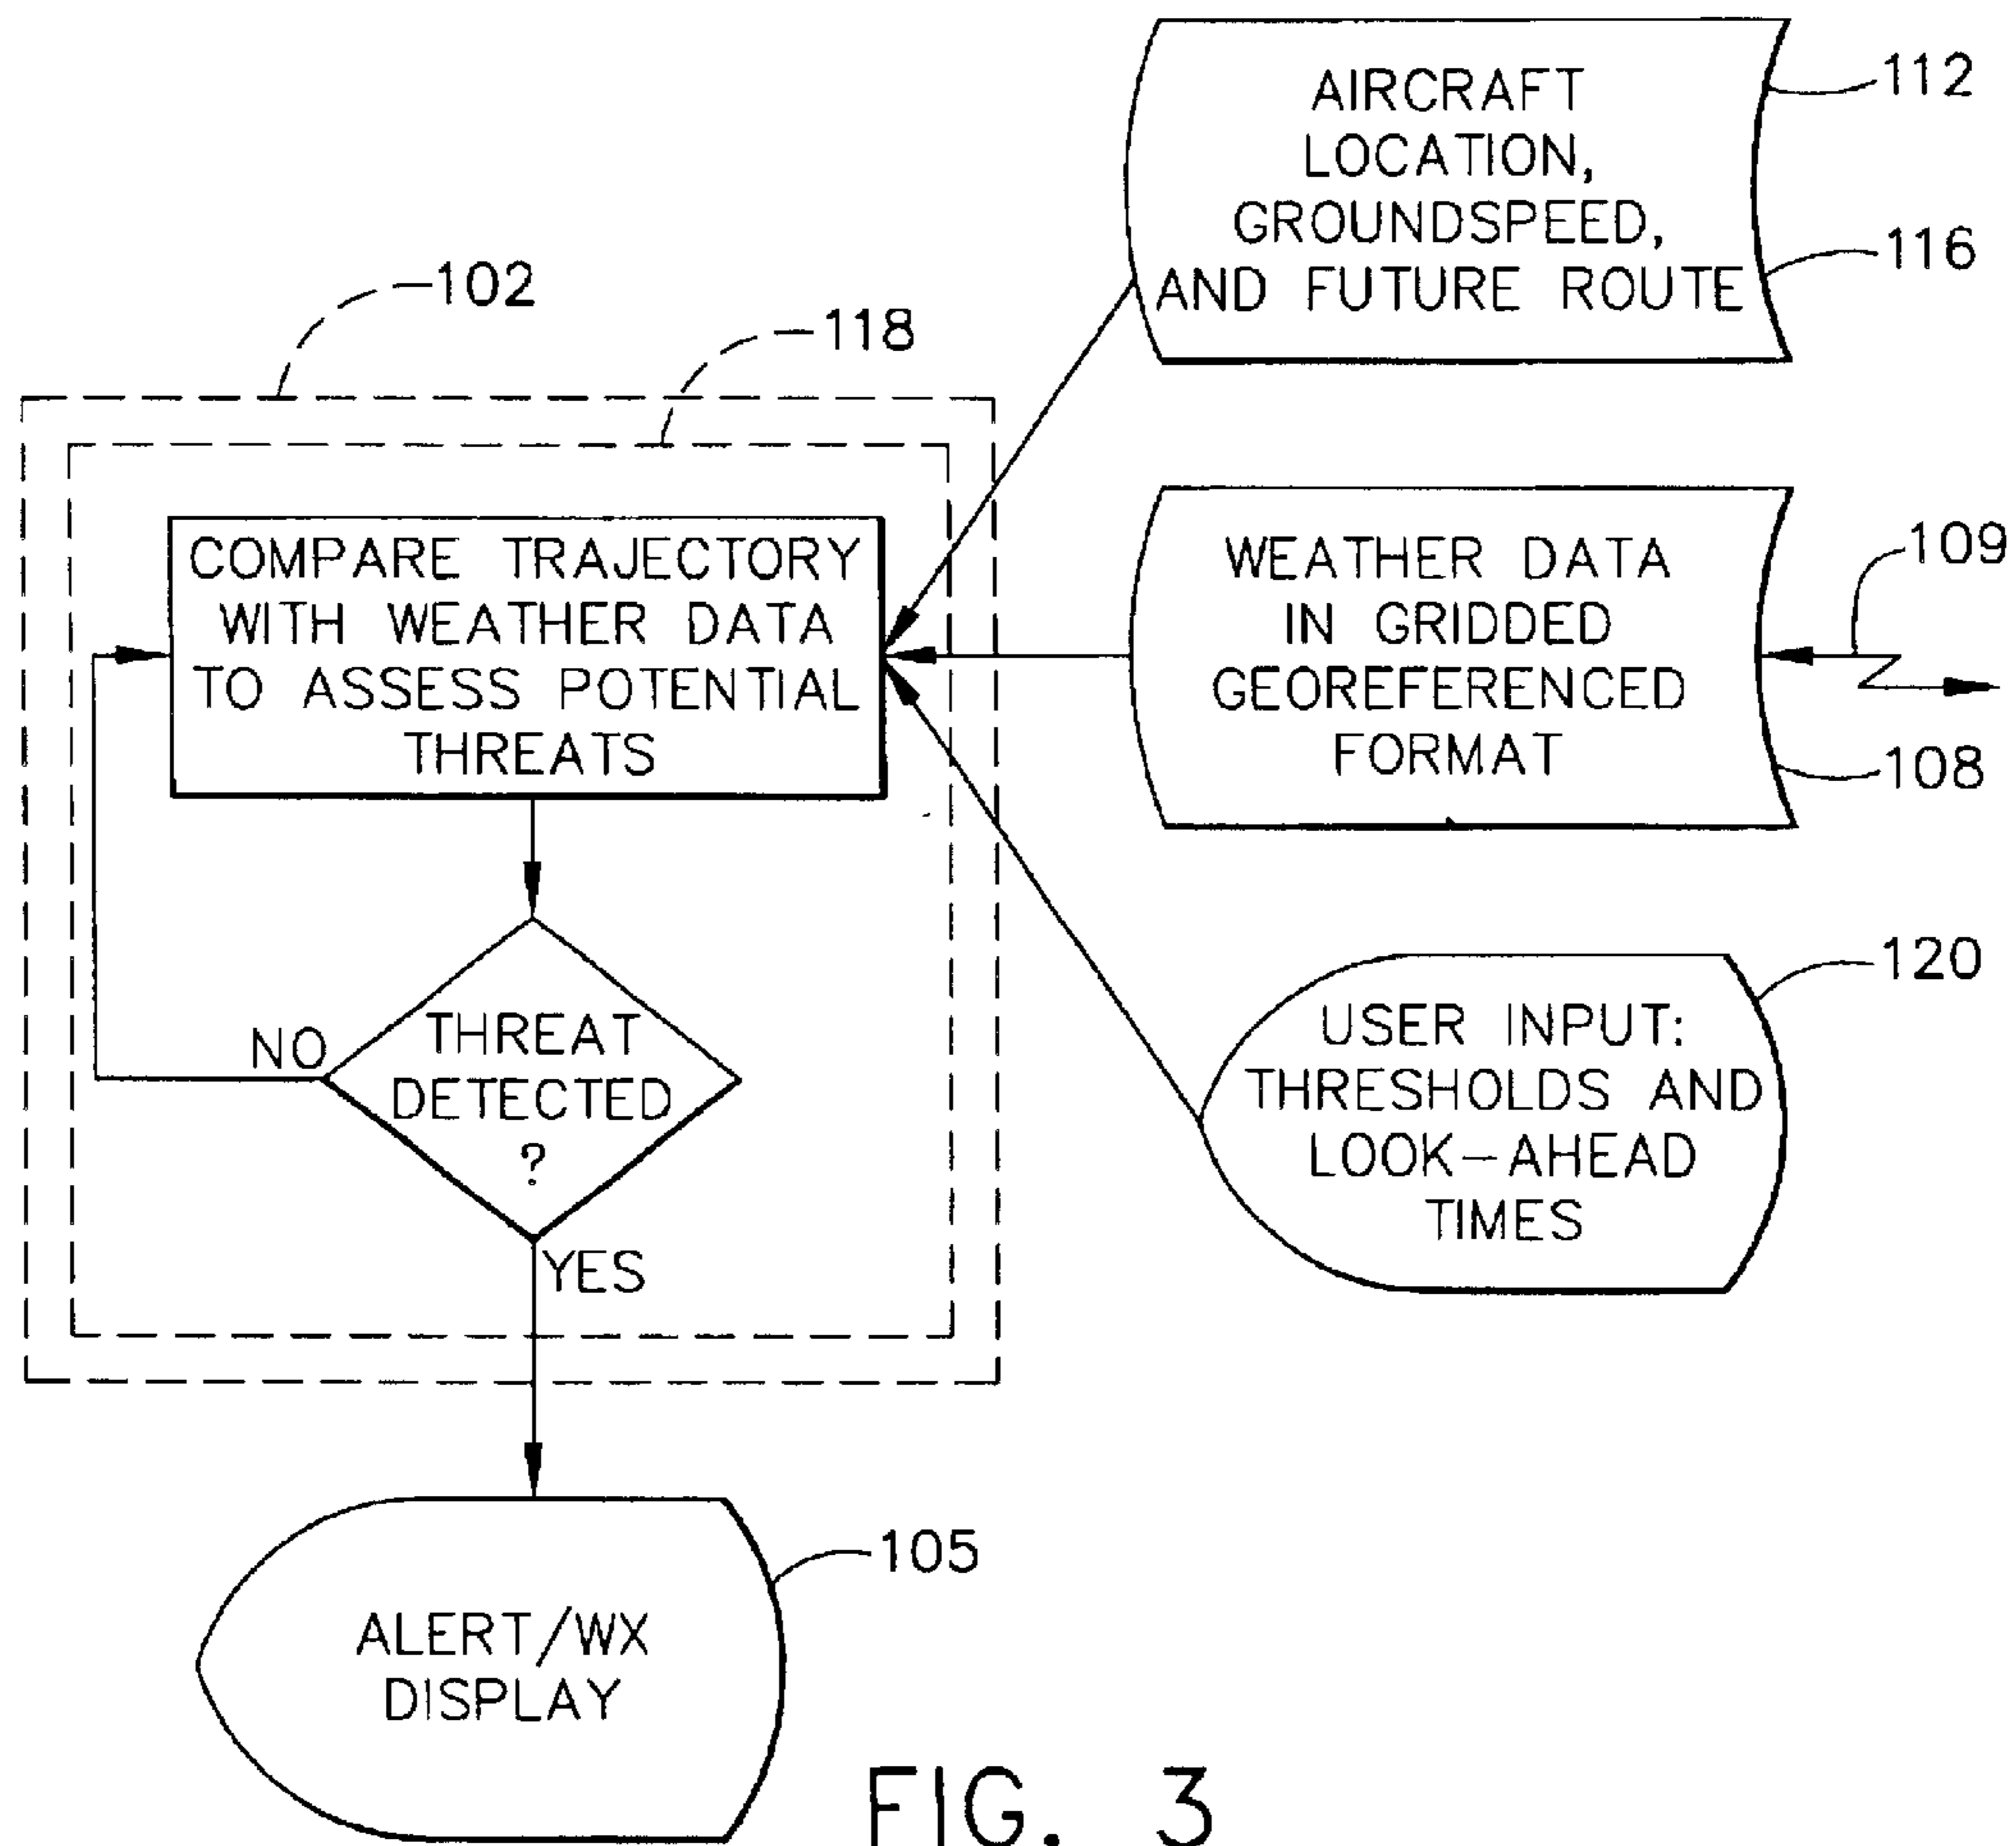 AIRCRAFT
LOCATION,
GROUNDSPEED,
AND FUTURE ROUTE
112
116
102
118
COMPARE TRAJECTORY
WITH WEATHER DATA
TO ASSESS POTENTIAL
THREATS
WEATHER DATA
IN GRIDDED
GEOREFERENCED
FORMAT
109
108
THREAT
DETECTED
?
NO
YES
USER INPUT:
THRESHOLDS AND
LOOK-AHEAD
TIMES
120
ALERT/WX
DISPLAY
105
FIG. 3